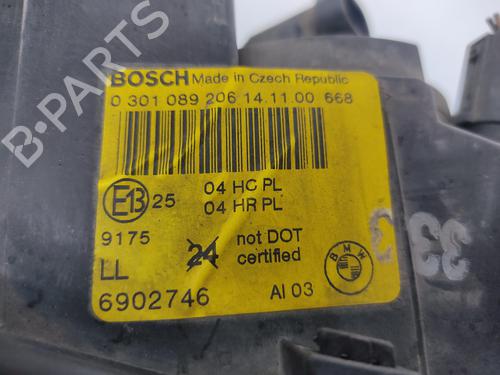 BOSCH Made in Czech Republic
0 301 089 206 14.11.00 668
E13 25 04 HC PL
04 HR PL
9175 24 not DOT
LL certified
6902746 AI 03
BMW
33 3
B-PARTS